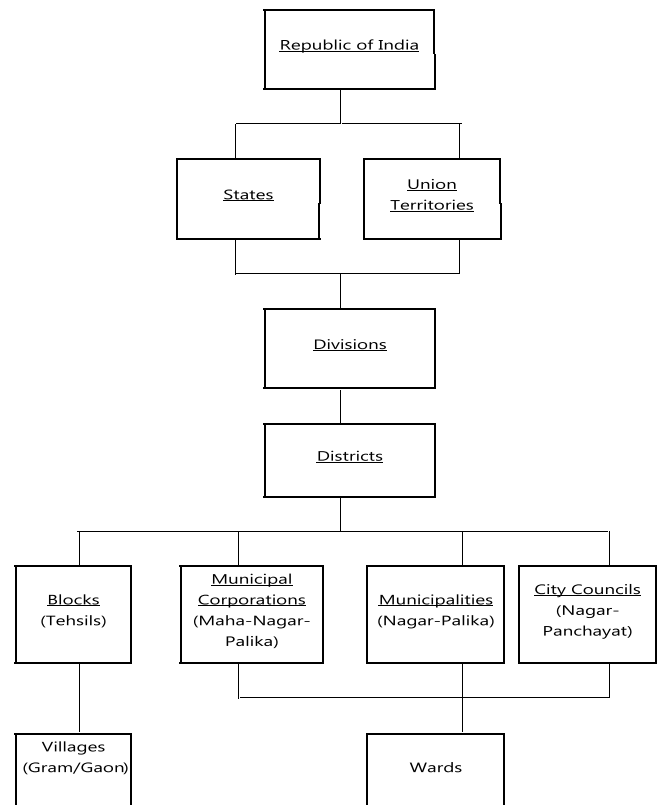 Republic of India
States
Union
Territories
Divisions
Districts
Blocks
(Tehsils)
Municipal
Corporations
(Maha-Nagar-
Palika)
Municipalities
(Nagar-Palika)
City Councils
(Nagar-
Panchayat)
Villages
(Gram/Gaon)
Wards